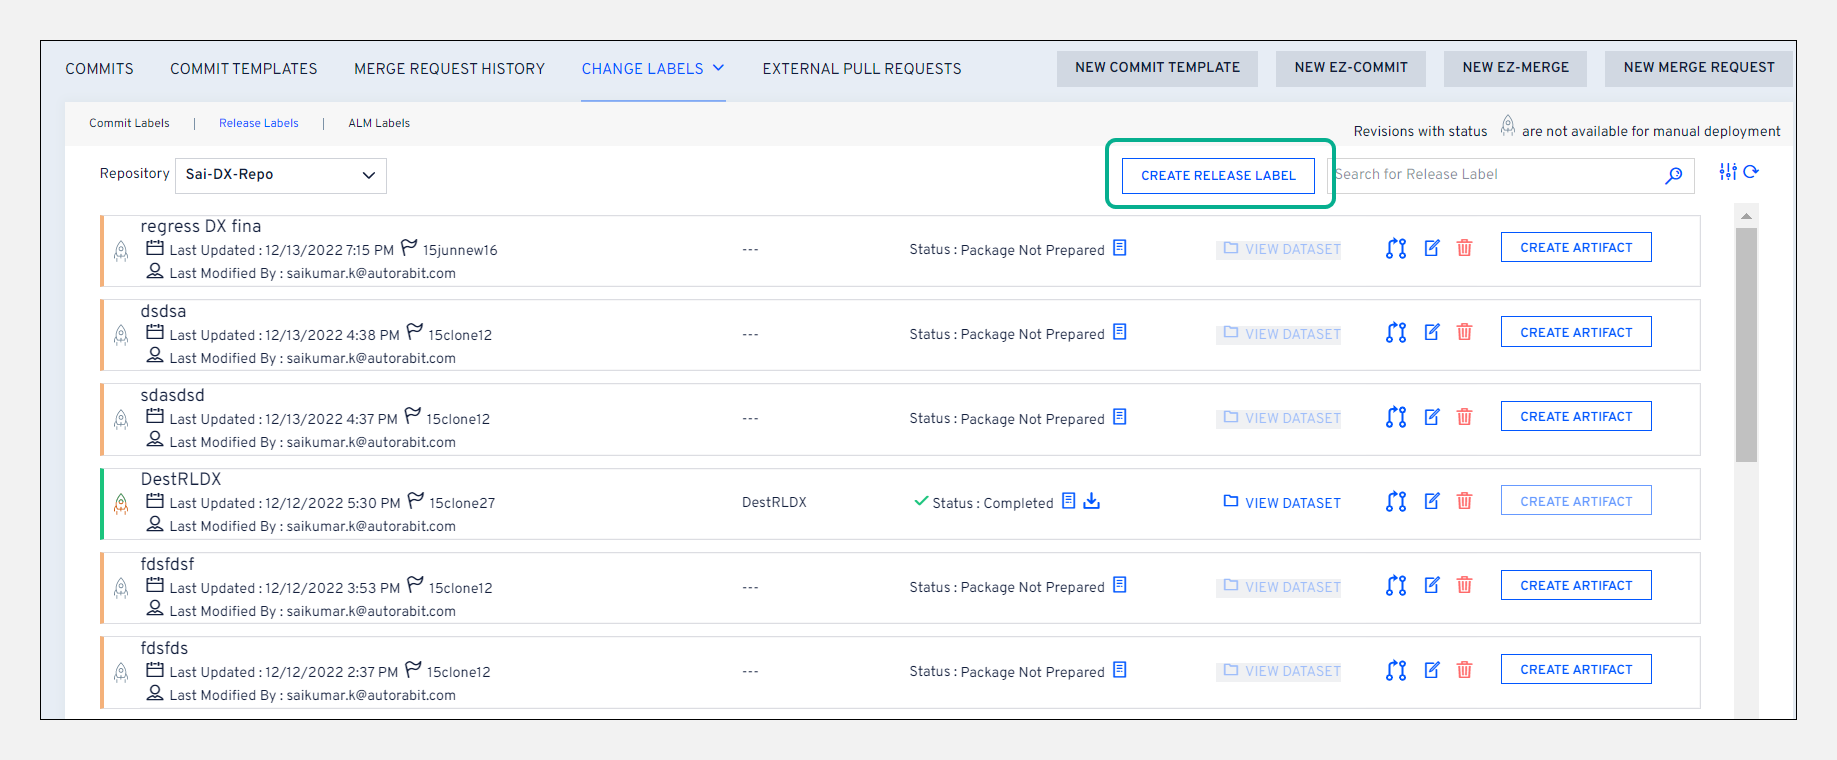 COMMITS COMMIT TEMPLATES MERGE REQUEST HISTORY CHANGE LABELS EXTERNAL PULL REQUESTS NEW COMMIT TEMPLATE NEW EZ-COMMIT NEW EZ-MERGE NEW MERGE REQUEST
Commit Labels | Release Labels | ALM Labels
Revisions with status are not available for manual deployment
Repository Sai-DX-Repo CREATE RELEASE LABEL Search for Release Label
regress DX fina
Last Updated : 12/13/2022 7:15 PM 15junnew16 --- Status : Package Not Prepared VIEW DATASET CREATE ARTIFACT
Last Modified By : saikumar.k@autorabit.com
dsdsa
Last Updated : 12/13/2022 4:38 PM 15clone12 --- Status : Package Not Prepared VIEW DATASET CREATE ARTIFACT
Last Modified By : saikumar.k@autorabit.com
sdasdsd
Last Updated : 12/13/2022 4:37 PM 15clone12 --- Status : Package Not Prepared VIEW DATASET CREATE ARTIFACT
Last Modified By : saikumar.k@autorabit.com
DestRLDX
Last Updated : 12/12/2022 5:30 PM 15clone27 DestRLDX Status : Completed VIEW DATASET CREATE ARTIFACT
Last Modified By : saikumar.k@autorabit.com
fdsfdsf
Last Updated : 12/12/2022 3:53 PM 15clone12 --- Status : Package Not Prepared VIEW DATASET CREATE ARTIFACT
Last Modified By : saikumar.k@autorabit.com
fdsfds
Last Updated : 12/12/2022 2:37 PM 15clone12 --- Status : Package Not Prepared VIEW DATASET CREATE ARTIFACT
Last Modified By : saikumar.k@autorabit.com